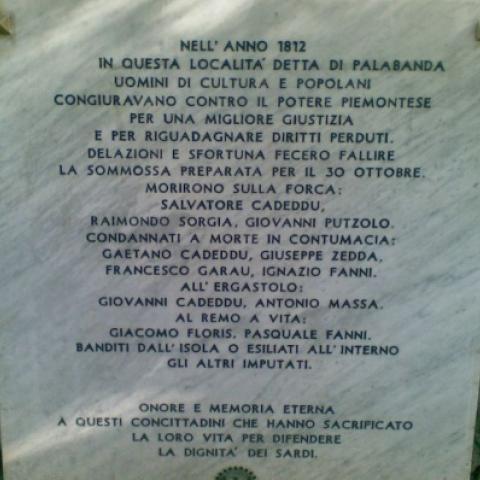 NELL'ANNO 1812
IN QUESTA LOCALITA' DETTA DI PALABANDA
UOMINI DI CULTURA E POPOLANI
CONGIURAVANO CONTRO IL POTERE PIEMONTESE
PER UNA MIGLIORE GIUSTIZIA
E PER RIGUADAGNARE DIRITTI PERDUTI.
DELAZIONI E SFORTUNA FECERO FALLIRE
LA SOMMOSSA PREPARATA PER IL 30 OTTOBRE.
MORIRONO SULLA FORCA:
SALVATORE CADEDDU,
RAIMONDO SORGIA, GIOVANNI PUTZOLO.
CONDANNATI A MORTE IN CONTUMACIA:
GAETANO CADEDDU, GIUSEPPE ZEDDA,
FRANCESCO GARAU, IGNAZIO FANNI.
ALL'ERGASTOLO:
GIOVANNI CADEDDU, ANTONIO MASSA.
AL REMO A VITA:
GIACOMO FLORIS, PASQUALE FANNI.
BANDITI DALL'ISOLA O ESILIATI ALL'INTERNO
GLI ALTRI IMPUTATI.
ONORE E MEMORIA ETERNA
A QUESTI CONCITTADINI CHE HANNO SACRIFICATO
LA LORO VITA PER DIFENDERE
LA DIGNITA' DEI SARDI.